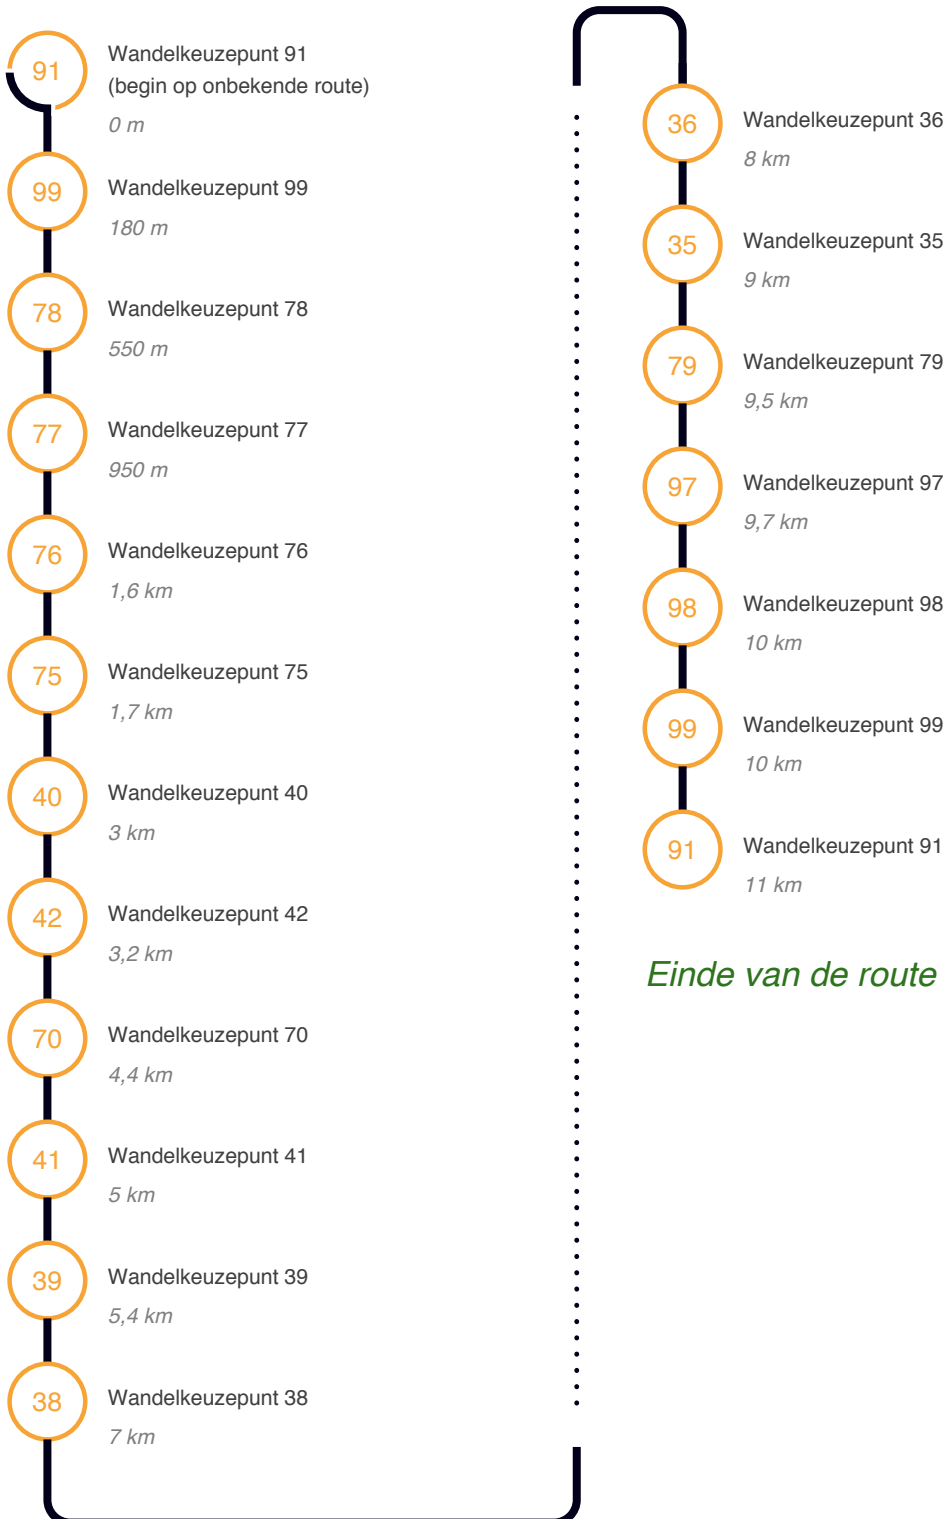 91
Wandelkeuzepunt 91
(begin op onbekende route)
0 m
99
Wandelkeuzepunt 99
180 m
78
Wandelkeuzepunt 78
550 m
77
Wandelkeuzepunt 77
950 m
76
Wandelkeuzepunt 76
1,6 km
75
Wandelkeuzepunt 75
1,7 km
40
Wandelkeuzepunt 40
3 km
42
Wandelkeuzepunt 42
3,2 km
70
Wandelkeuzepunt 70
4,4 km
41
Wandelkeuzepunt 41
5 km
39
Wandelkeuzepunt 39
5,4 km
38
Wandelkeuzepunt 38
7 km
36
Wandelkeuzepunt 36
8 km
35
Wandelkeuzepunt 35
9 km
79
Wandelkeuzepunt 79
9,5 km
97
Wandelkeuzepunt 97
9,7 km
98
Wandelkeuzepunt 98
10 km
99
Wandelkeuzepunt 99
10 km
91
Wandelkeuzepunt 91
11 km
Einde van de route